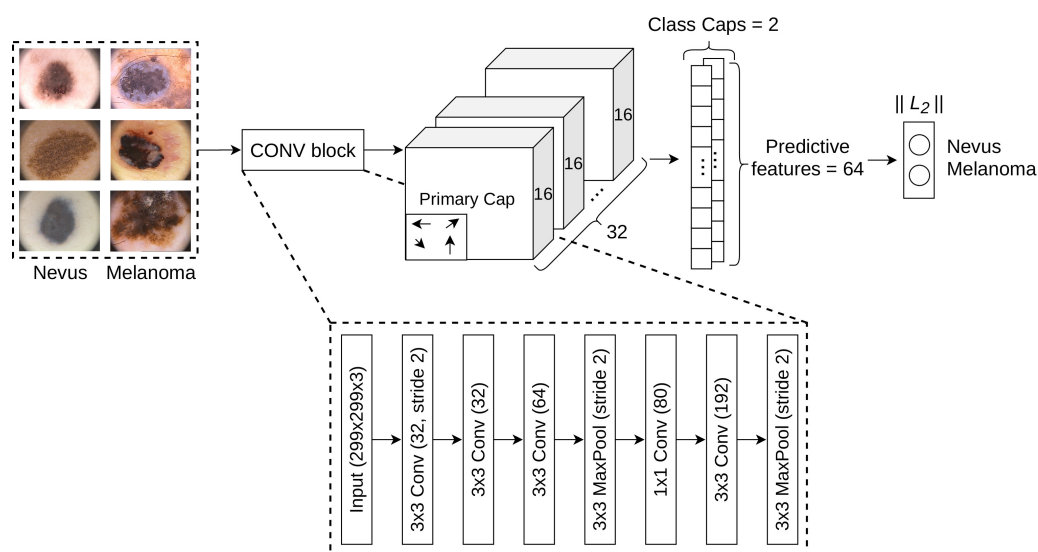 Class Caps = 2
|| L2 ||
CONV block
16
16
16
Primary Cap
32
Predictive
features = 64
Nevus
Melanoma
Nevus Melanoma
Input (299x299x3)
3x3 Conv (32, stride 2)
3x3 Conv (32)
3x3 Conv (64)
3x3 MaxPool (stride 2)
1x1 Conv (80)
3x3 Conv (192)
3x3 MaxPool (stride 2)